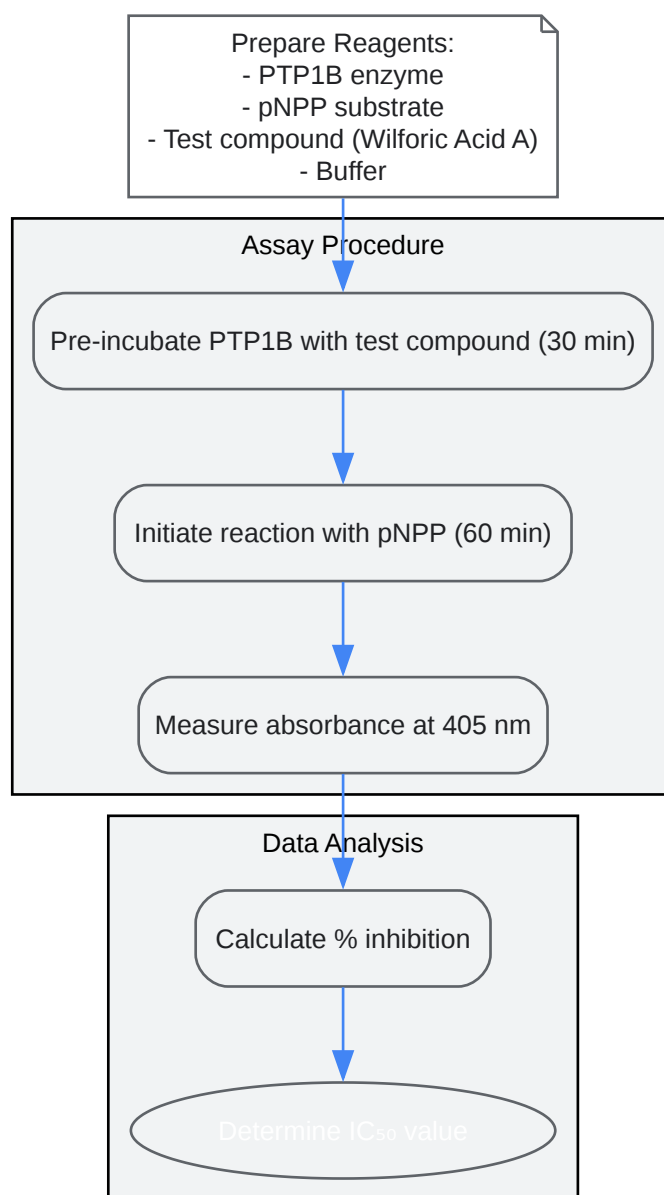 Prepare Reagents:
- PTP1B enzyme
- pNPP substrate
- Test compound (Wilforic Acid A)
- Buffer
Assay Procedure
Pre-incubate PTP1B with test compound (30 min)
Initiate reaction with pNPP (60 min)
Measure absorbance at 405 nm
Data Analysis
Calculate % inhibition
Determine IC₅₀ value